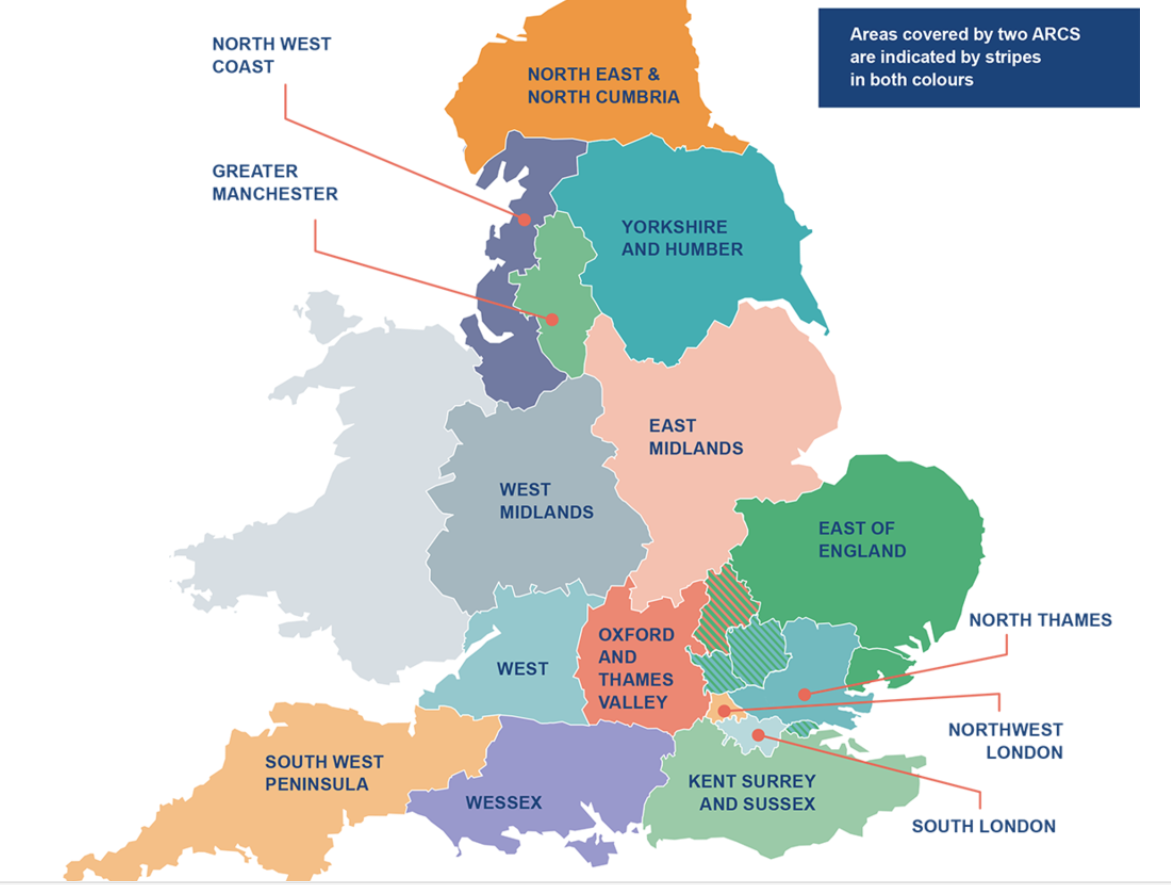 NORTH WEST
COAST
NORTH EAST &
NORTH CUMBRIA
Areas covered by two ARCS
are indicated by stripes
in both colours
GREATER
MANCHESTER
YORKSHIRE
AND HUMBER
EAST
MIDLANDS
WEST
MIDLANDS
EAST OF
ENGLAND
NORTH THAMES
OXFORD
AND
THAMES
VALLEY
WEST
NORTHWEST
LONDON
SOUTH WEST
PENINSULA
WESSEX
KENT SURREY
AND SUSSEX
SOUTH LONDON